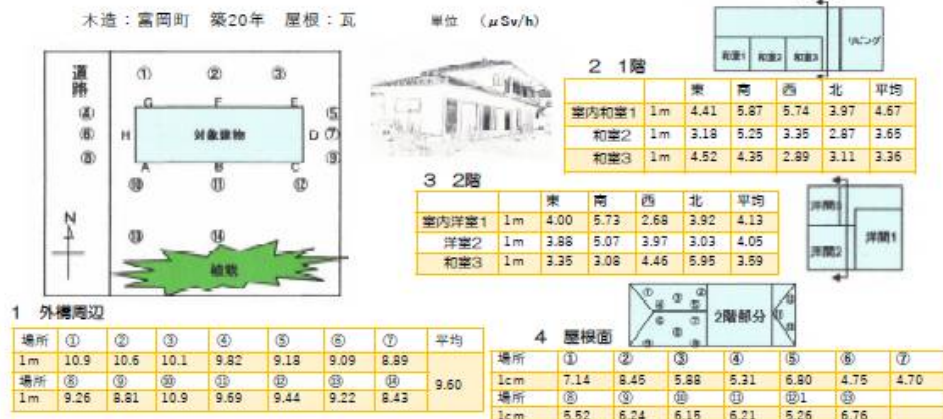 木造：富岡町　築20年　屋根：瓦
単位　(μSv/h)
道路
① ② ③
④ ⑤
⑥ ⑦
⑧ ⑨
G F E
H 対象建物 D
A B C
⑩ ⑪ ⑫
⑬ ⑭
N
植栽
和室1 和室2 和室3 リビング
2　1階
東 南 西 北 平均
室内和室1 1m 4.41 5.87 5.74 3.97 4.67
和室2 1m 3.18 5.25 3.35 2.87 3.65
和室3 1m 4.52 4.35 2.89 3.11 3.36
3　2階
東 南 西 北 平均
室内洋室1 1m 4.00 5.73 2.68 3.92 4.13
洋室2 1m 3.88 5.07 3.97 3.03 4.05
和室3 1m 3.35 3.08 4.46 5.95 3.59
洋間2 洋間1
2階部分
1　外構周辺
場所 ① ② ③ ④ ⑤ ⑥ ⑦ 平均
1m 10.9 10.6 10.1 9.82 9.18 9.09 8.89
場所 ⑧ ⑨ ⑩ ⑪ ⑫ ⑬ ⑭ 9.60
1m 9.26 8.81 10.9 9.69 9.44 9.22 8.43
4　屋根面
場所 ① ② ③ ④ ⑤ ⑥ ⑦
1cm 7.14 8.45 5.88 5.31 6.80 4.75 4.70
場所 ⑧ ⑨ ⑩ ⑪ ⑫1 ⑬
1cm 5.52 6.24 6.15 6.21 5.26 6.76